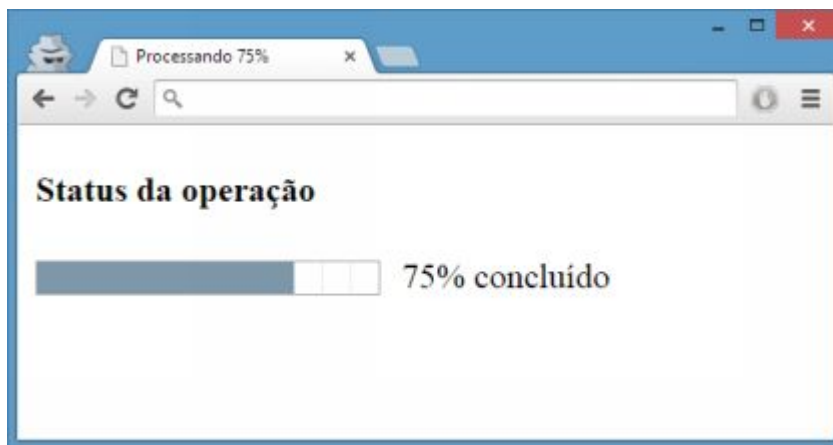 Processando 75%
Status da operação
75% concluído